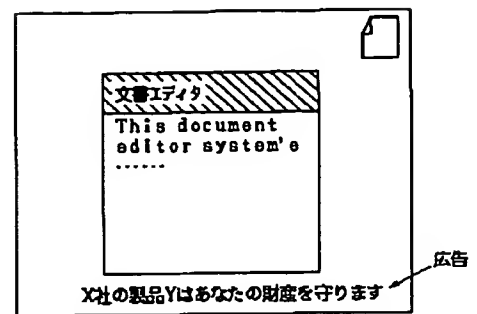 文書エディタ
This document
editor system'e
......
X社の製品Yはあなたの財産を守ります
広告